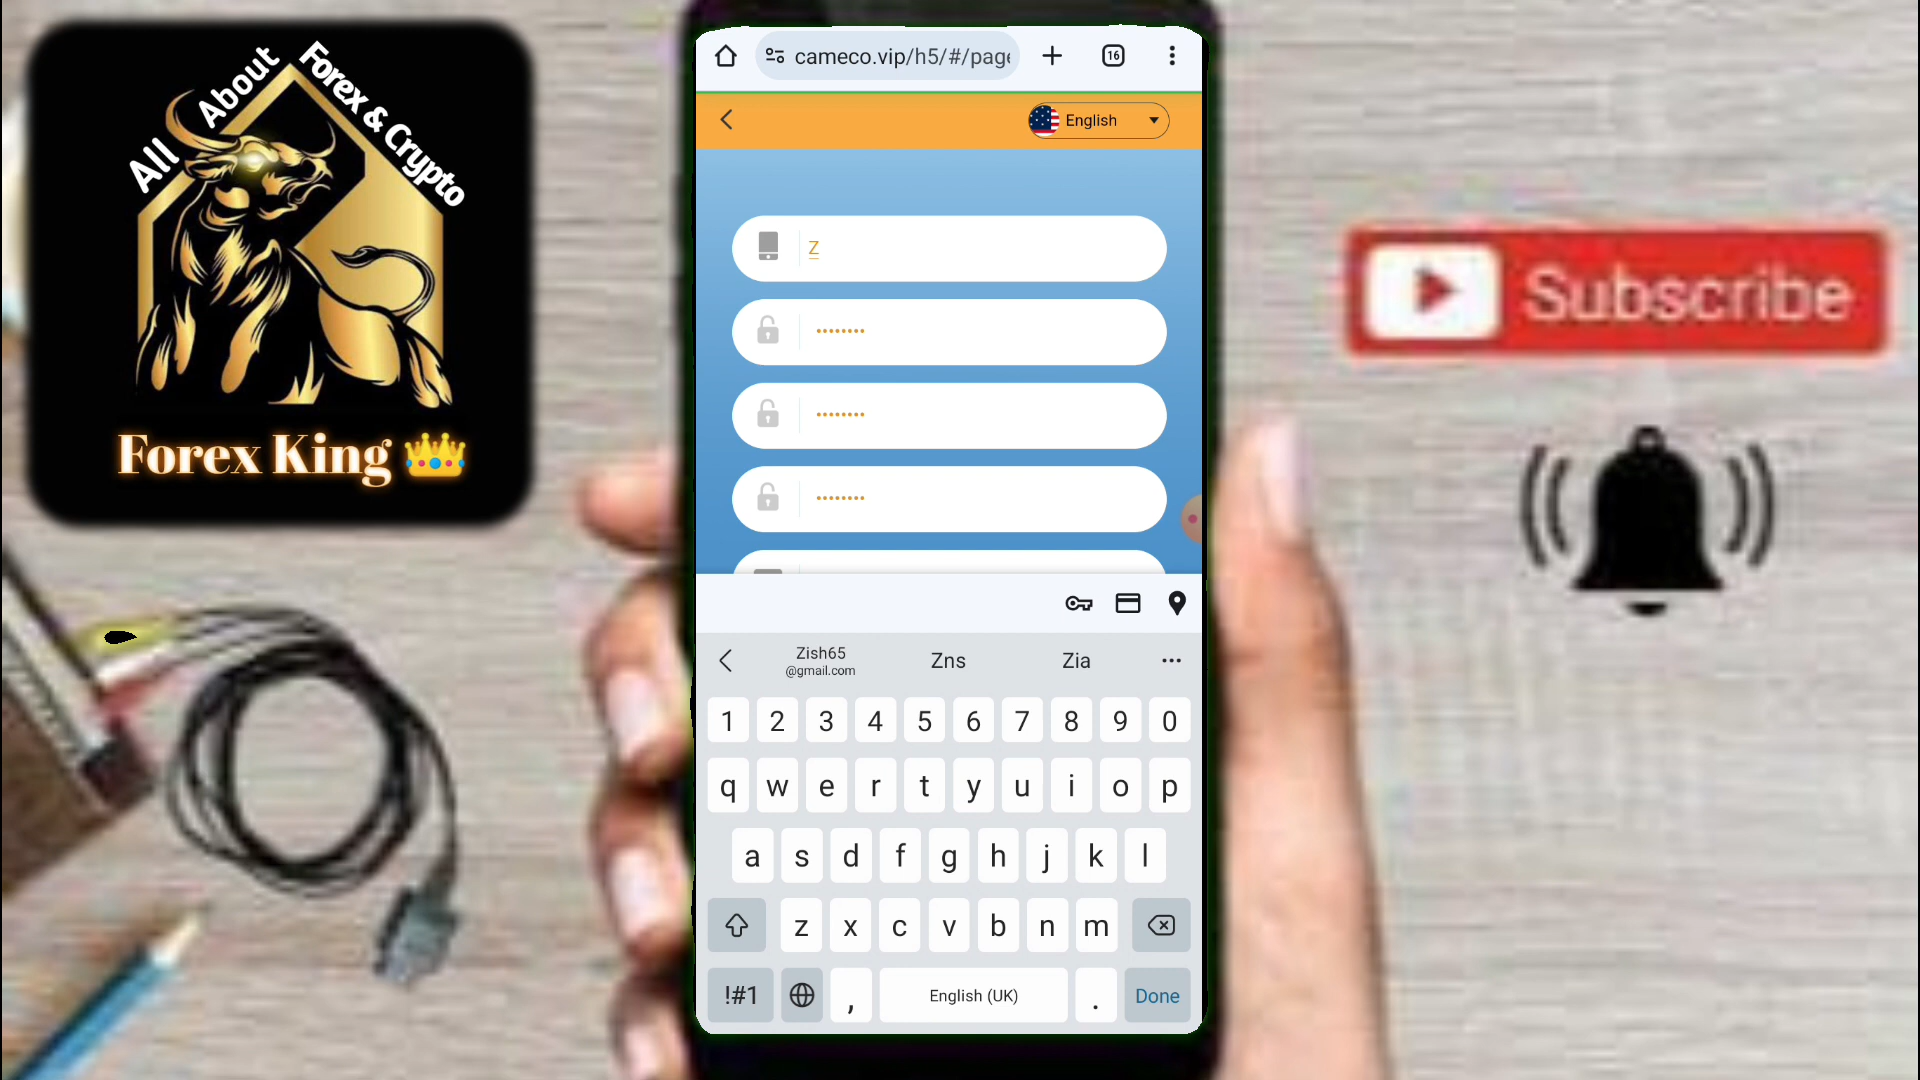 All About Forex & Crypto
Forex King 👑
cameco.vip/h5/#/page
16
English
Z
••••••••
••••••••
••••••••
Zish65
@gmail.com
Zns
Zia
1 2 3 4 5 6 7 8 9 0
q w e r t y u i o p
a s d f g h j k l
z x c v b n m
!#1 , English (UK) . Done
Subscribe